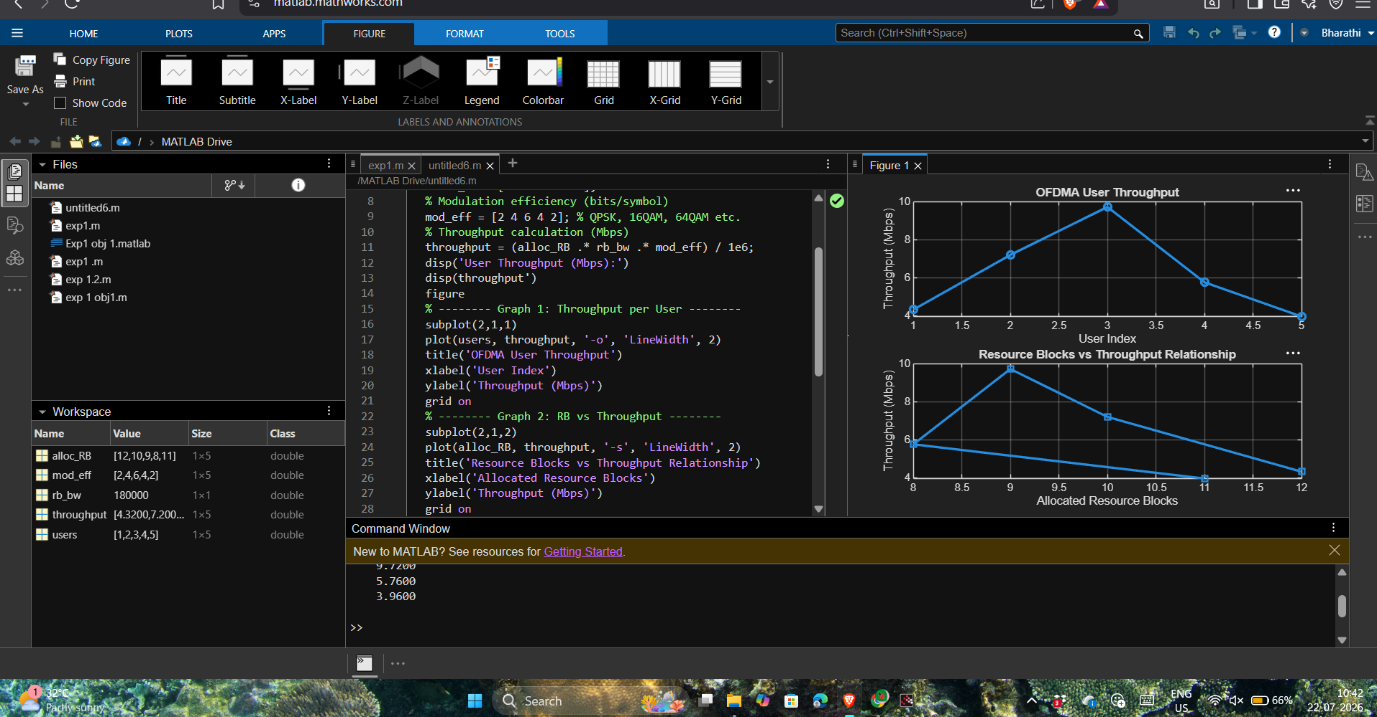 matlab.mathworks.com
HOME PLOTS APPS FIGURE FORMAT TOOLS Search (Ctrl+Shift+Space) Bharathi
Save As
Copy Figure
Print
Show Code
FILE
Title Subtitle X-Label Y-Label Z-Label Legend Colorbar Grid X-Grid Y-Grid
LABELS AND ANNOTATIONS
/ > MATLAB Drive
Files
Name
untitled6.m
exp1.m
Exp1 obj 1.matlab
exp1 .m
exp 1.2.m
exp 1 obj1.m
Workspace
Name Value Size Class
alloc_RB [12,10,9,8,11] 1×5 double
mod_eff [2,4,6,4,2] 1×5 double
rb_bw 180000 1×1 double
throughput [4.3200,7.200... 1×5 double
users [1,2,3,4,5] 1×5 double
exp1.m × untitled6.m × +
/MATLAB Drive/untitled6.m
8 % Modulation efficiency (bits/symbol)
9 mod_eff = [2 4 6 4 2]; % QPSK, 16QAM, 64QAM etc.
10 % Throughput calculation (Mbps)
11 throughput = (alloc_RB .* rb_bw .* mod_eff) / 1e6;
12 disp('User Throughput (Mbps):')
13 disp(throughput')
14 figure
15 % -------- Graph 1: Throughput per User --------
16 subplot(2,1,1)
17 plot(users, throughput, '-o', 'LineWidth', 2)
18 title('OFDMA User Throughput')
19 xlabel('User Index')
20 ylabel('Throughput (Mbps)')
21 grid on
22 % -------- Graph 2: RB vs Throughput --------
23 subplot(2,1,2)
24 plot(alloc_RB, throughput, '-s', 'LineWidth', 2)
25 title('Resource Blocks vs Throughput Relationship')
26 xlabel('Allocated Resource Blocks')
27 ylabel('Throughput (Mbps)')
28 grid on
Figure 1 ×
OFDMA User Throughput
Throughput (Mbps)
10
8
6
4
1 1.5 2 2.5 3 3.5 4 4.5 5
User Index
Resource Blocks vs Throughput Relationship
Throughput (Mbps)
10
8
6
4
8 8.5 9 9.5 10 10.5 11 11.5 12
Allocated Resource Blocks
Command Window
New to MATLAB? See resources for Getting Started.
9.7200
5.7600
3.9600
>>
1
32°C
Partly sunny
Search
ENG
US
66%
10:42
22-07-2026